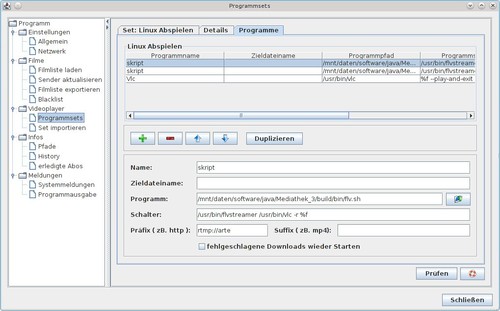 Programmsets
Programm
Einstellungen
Allgemein
Netzwerk
Filme
Filmliste laden
Sender aktualisieren
Filmliste exportieren
Blacklist
Videoplayer
Programmsets
Set importieren
Infos
Pfade
History
erledigte Abos
Meldungen
Systemmeldungen
Programmausgabe
Set: Linux Abspielen Details Programme
Linux Abspielen
Programmname Zieldateiname Programmpfad Programms
skript /mnt/daten/software/java/Me... /usr/bin/flvstreame
skript /mnt/daten/software/java/Me... /usr/bin/flvstreame
Vlc /usr/bin/vlc %f --play-and-exit
Duplizieren
Name: skript
Zieldateiname:
Programm: /mnt/daten/software/java/Mediathek_3/build/bin/flv.sh
Schalter: /usr/bin/flvstreamer /usr/bin/vlc -r %f
Präfix ( zB. http ): rtmp://arte Suffix ( zB. mp4):
fehlgeschlagene Downloads wieder Starten
Prüfen
Schließen